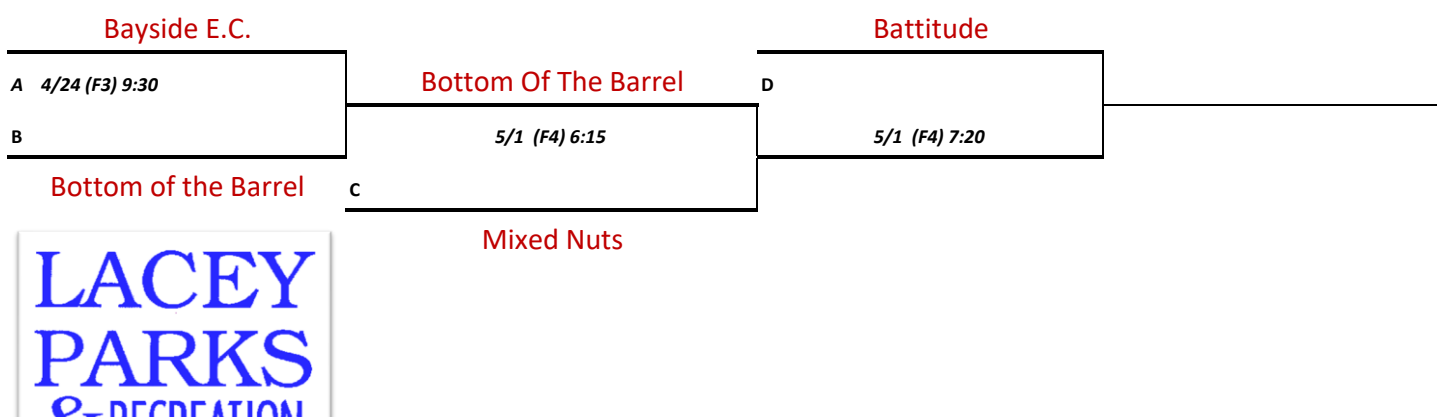 Bayside E.C.
Battitude
A 4/24 (F3) 9:30
Bottom Of The Barrel
D
B
5/1 (F4) 6:15
5/1 (F4) 7:20
Bottom of the Barrel
C
Mixed Nuts
LACEY
PARKS
& RECREATION